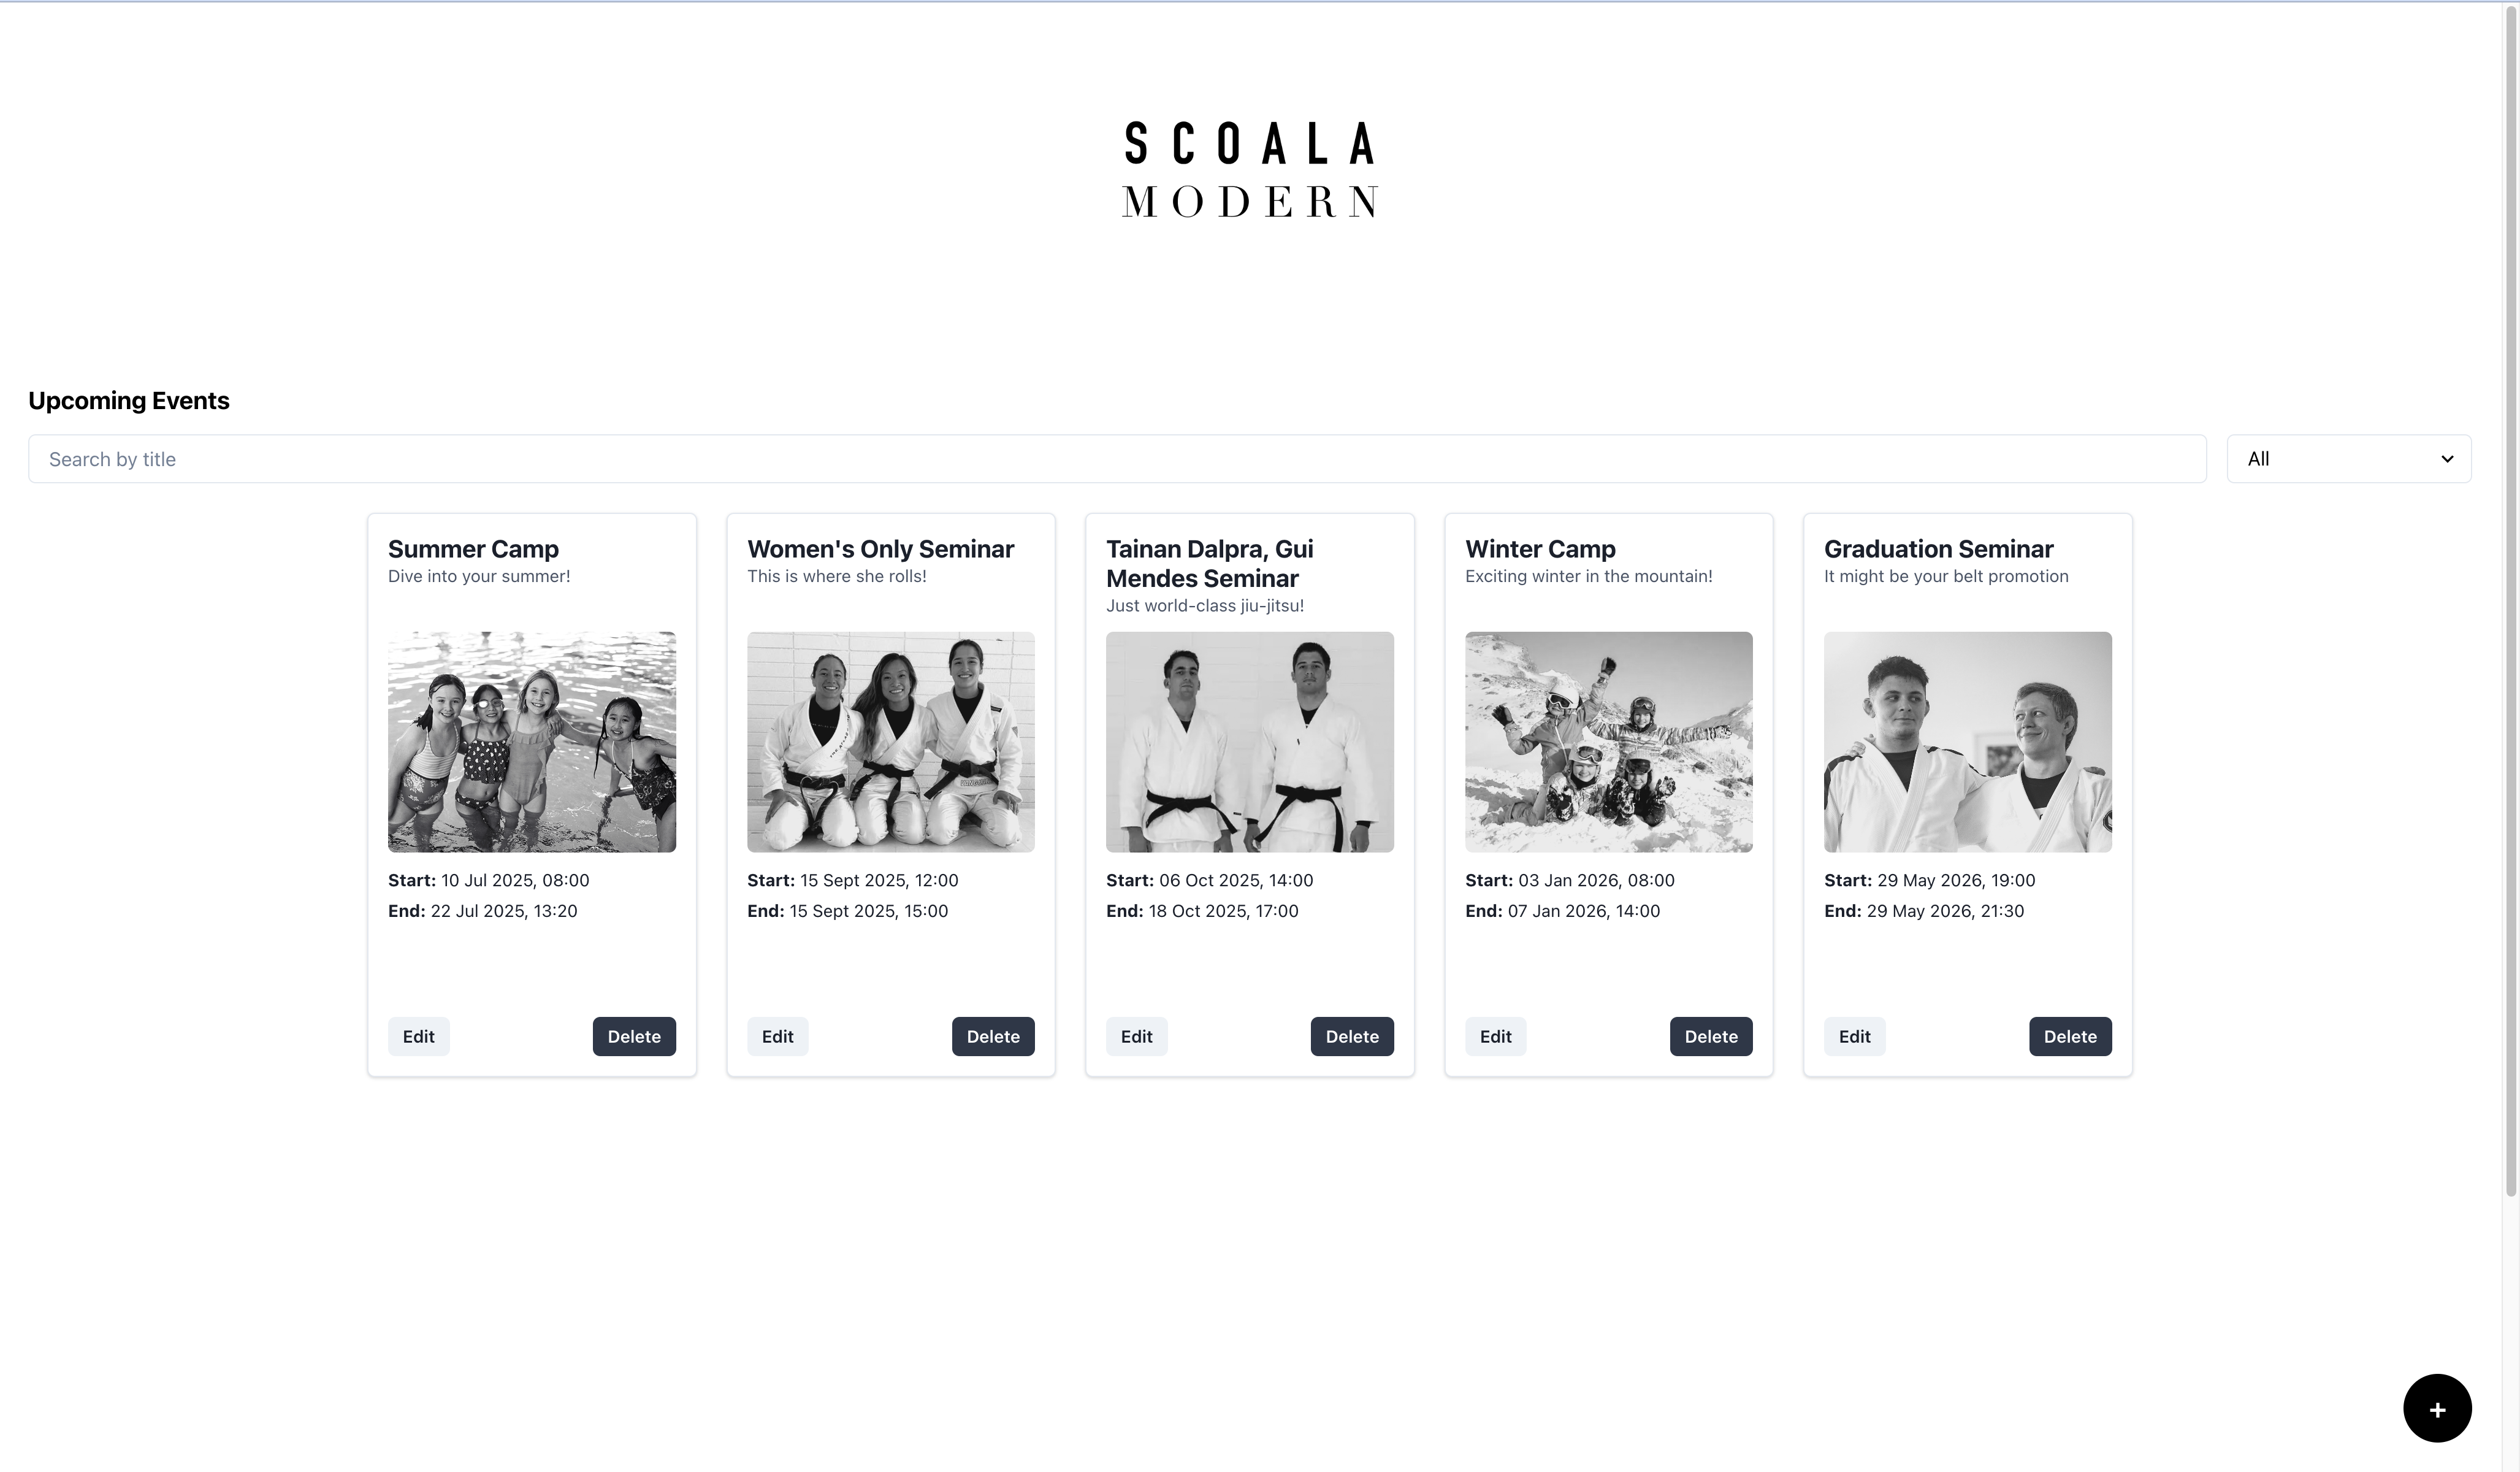 SCOALA
MODERN
Upcoming Events
Search by title
All
Summer Camp
Dive into your summer!
Start: 10 Jul 2025, 08:00
End: 22 Jul 2025, 13:20
Edit
Delete
Women's Only Seminar
This is where she rolls!
Start: 15 Sept 2025, 12:00
End: 15 Sept 2025, 15:00
Edit
Delete
Tainan Dalpra, Gui
Mendes Seminar
Just world-class jiu-jitsu!
Start: 06 Oct 2025, 14:00
End: 18 Oct 2025, 17:00
Edit
Delete
Winter Camp
Exciting winter in the mountain!
Start: 03 Jan 2026, 08:00
End: 07 Jan 2026, 14:00
Edit
Delete
Graduation Seminar
It might be your belt promotion
Start: 29 May 2026, 19:00
End: 29 May 2026, 21:30
Edit
Delete
+